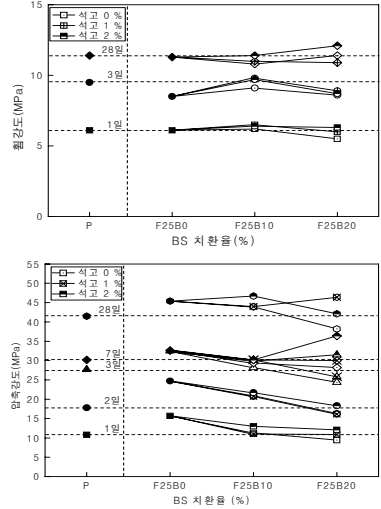 휨강도(MPa)
15
10
5
0
석고 0 %
석고 1 %
석고 2 %
28일
3일
1일
P
F25B0
F25B10
F25B20
BS 치환율(%)
압축강도(MPa)
55
50
45
40
35
30
25
20
15
10
5
0
석고 0 %
석고 1 %
석고 2 %
28일
7일
3일
2일
1일
P
F25B0
F25B10
F25B20
BS 치환율 (%)